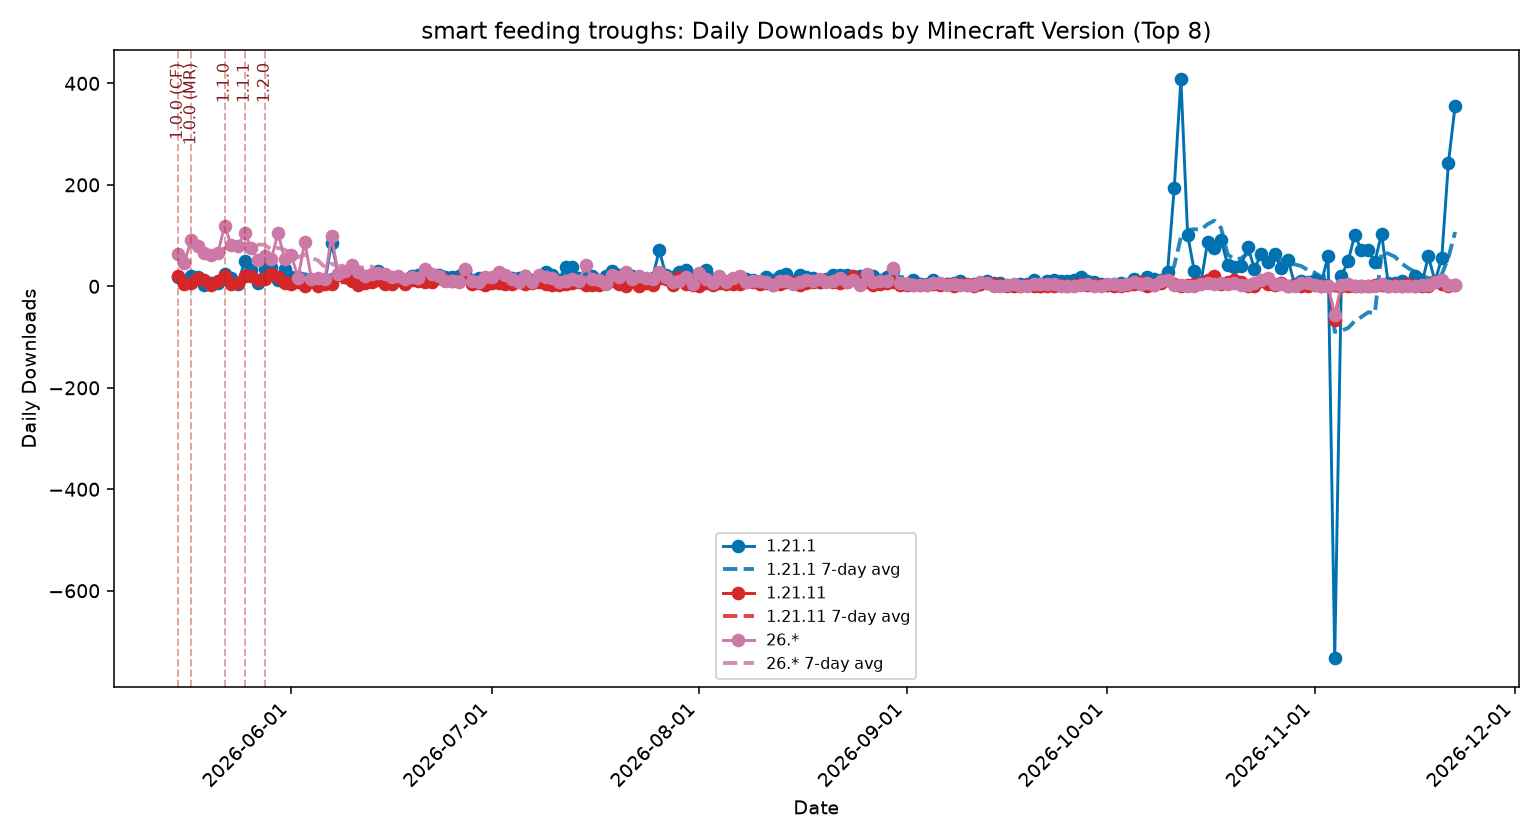 smart feeding troughs: Daily Downloads by Minecraft Version (Top 8)
1.0.0 (CF)
1.0.0 (MR)
1.1.0
1.1.1
1.2.0
Daily Downloads
400
200
0
−200
−400
−600
1.21.1
1.21.1 7-day avg
1.21.11
1.21.11 7-day avg
26.*
26.* 7-day avg
2026-06-01
2026-07-01
2026-08-01
2026-09-01
2026-10-01
2026-11-01
2026-12-01
Date